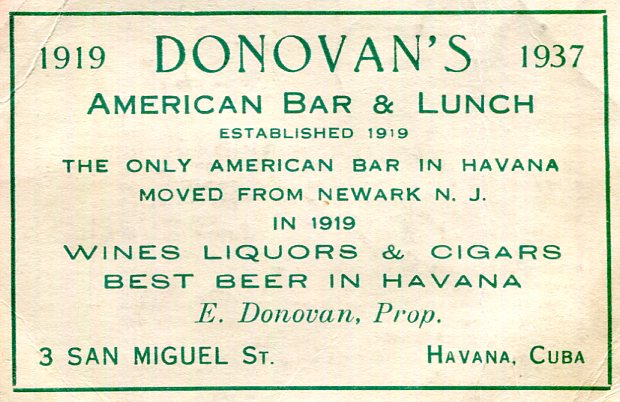 1919 DONOVAN'S 1937
AMERICAN BAR & LUNCH
ESTABLISHED 1919
THE ONLY AMERICAN BAR IN HAVANA
MOVED FROM NEWARK N. J.
IN 1919
WINES LIQUORS & CIGARS
BEST BEER IN HAVANA
E. Donovan, Prop.
3 SAN MIGUEL ST. HAVANA, CUBA